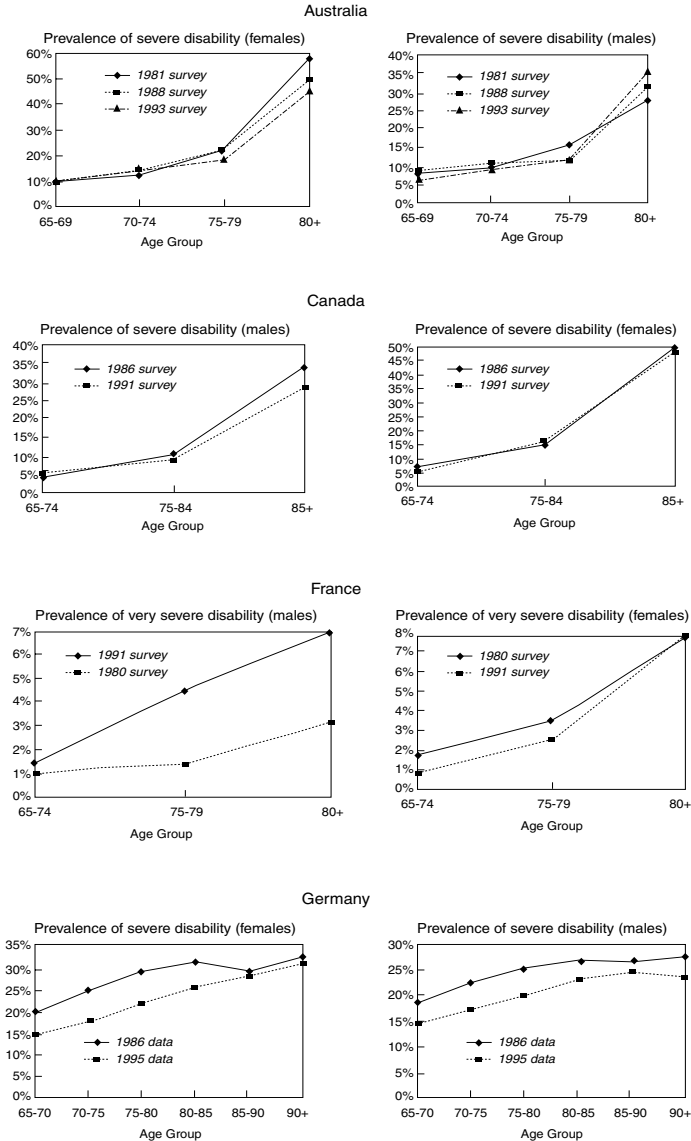 Australia
Prevalence of severe disability (females)
60%
50%
40%
30%
20%
10%
0%
1981 survey
1988 survey
1993 survey
65-69 70-74 75-79 80+
Age Group
Prevalence of severe disability (males)
40%
35%
30%
25%
20%
15%
10%
5%
0%
1981 survey
1988 survey
1993 survey
65-69 70-74 75-79 80+
Age Group
Canada
Prevalence of severe disability (males)
40%
35%
30%
25%
20%
15%
10%
5%
0%
1986 survey
1991 survey
65-74 75-84 85+
Age Group
Prevalence of severe disability (females)
50%
45%
40%
35%
30%
25%
20%
15%
10%
5%
0%
1986 survey
1991 survey
65-74 75-84 85+
Age Group
France
Prevalence of very severe disability (males)
7%
6%
5%
4%
3%
2%
1%
0%
1991 survey
1980 survey
65-74 75-79 80+
Age Group
Prevalence of very severe disability (females)
8%
7%
6%
5%
4%
3%
2%
1%
0%
1980 survey
1991 survey
65-74 75-79 80+
Age Group
Germany
Prevalence of severe disability (females)
35%
30%
25%
20%
15%
10%
5%
0%
1986 data
1995 data
65-70 70-75 75-80 80-85 85-90 90+
Age Group
Prevalence of severe disability (males)
30%
25%
20%
15%
10%
5%
0%
1986 data
1995 data
65-70 70-75 75-80 80-85 85-90 90+
Age Group